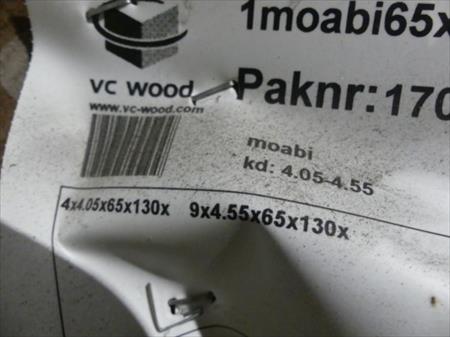 1moabi65x
VC WOOD
www.vc-wood.com
Paknr:170
moabi
kd: 4.05-4.55
4x4.05x65x130x 9x4.55x65x130x